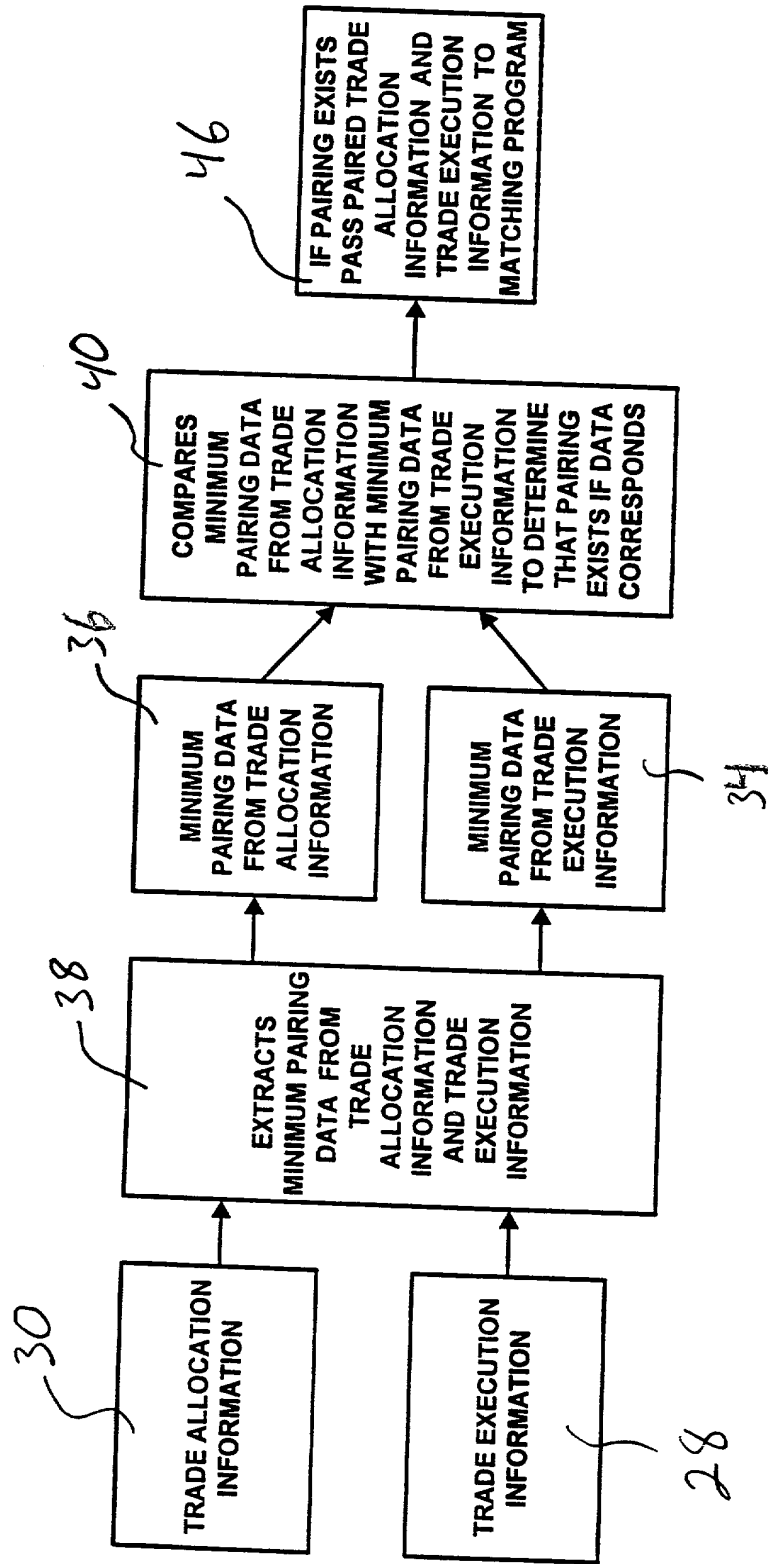 30
TRADE ALLOCATION
INFORMATION
TRADE EXECUTION
INFORMATION
28
38
EXTRACTS
MINIMUM PAIRING
DATA FROM
TRADE
ALLOCATION
INFORMATION
AND TRADE
EXECUTION
INFORMATION
36
MINIMUM
PAIRING DATA
FROM TRADE
ALLOCATION
INFORMATION
MINIMUM
PAIRING DATA
FROM TRADE
EXECUTION
INFORMATION
34
40
COMPARES
MINIMUM
PAIRING DATA
FROM TRADE
ALLOCATION
INFORMATION
WITH MINIMUM
PAIRING DATA
FROM TRADE
EXECUTION
INFORMATION
TO DETERMINE
THAT PAIRING
EXISTS IF DATA
CORRESPONDS
46
IF PAIRING EXISTS
PASS PAIRED TRADE
ALLOCATION
INFORMATION AND
TRADE EXECUTION
INFORMATION TO
MATCHING PROGRAM